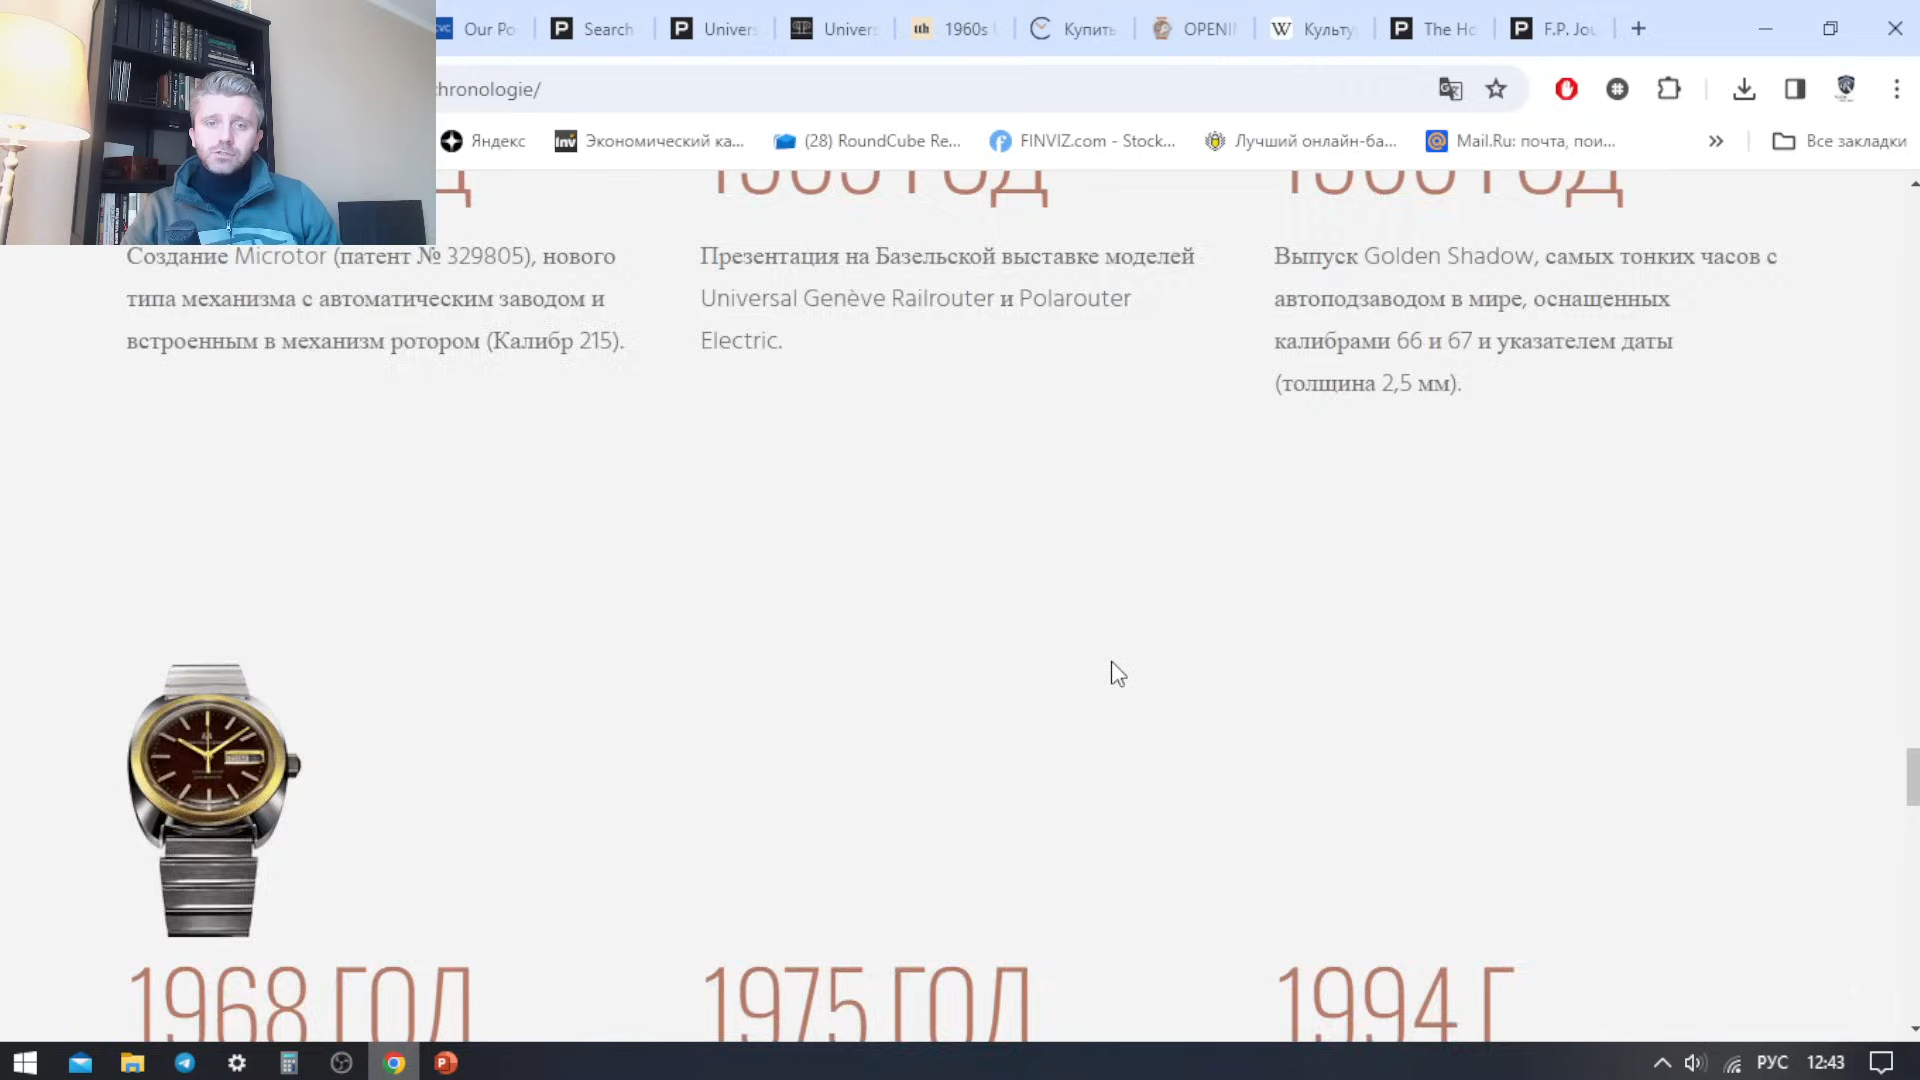 Our Po
Search
Univers
Univers
1960s
Купить
OPENI
Культу
The Ho
F.P. Jou
chronologie/
Яндекс
Экономический ка...
(28) RoundCube Re...
FINVIZ.com - Stock...
Лучший онлайн-ба...
Mail.Ru: почта, пои...
Все закладки
Создание Microtor (патент № 329805), нового
типа механизма с автоматическим заводом и
встроенным в механизм ротором (Калибр 215).
Презентация на Базельской выставке моделей
Universal Genève Railrouter и Polarouter
Electric.
Выпуск Golden Shadow, самых тонких часов с
автоподзаводом в мире, оснащенных
калибрами 66 и 67 и указателем даты
(толщина 2,5 мм).
1968 ГОД
1975 ГОД
1994 Г
РУС
12:43